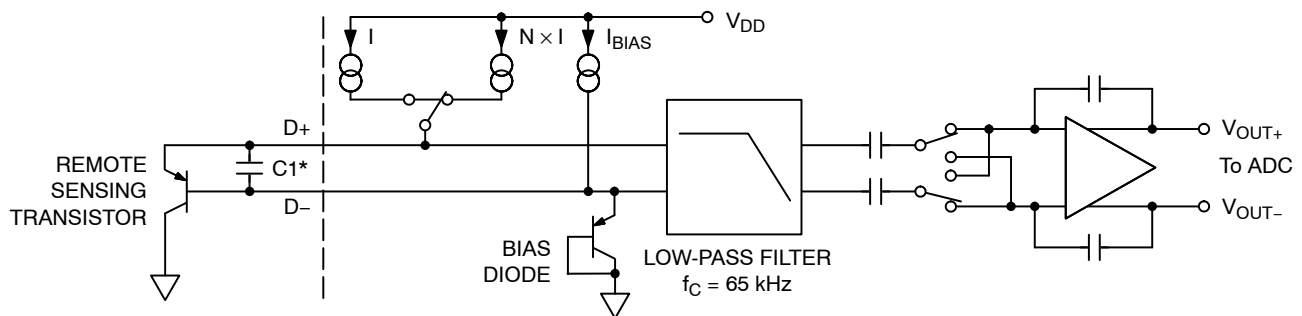 V_DD
I
N × I
I_BIAS
D+
C1*
D−
REMOTE
SENSING
TRANSISTOR
BIAS
DIODE
LOW-PASS FILTER
f_C = 65 kHz
V_OUT+
To ADC
V_OUT−